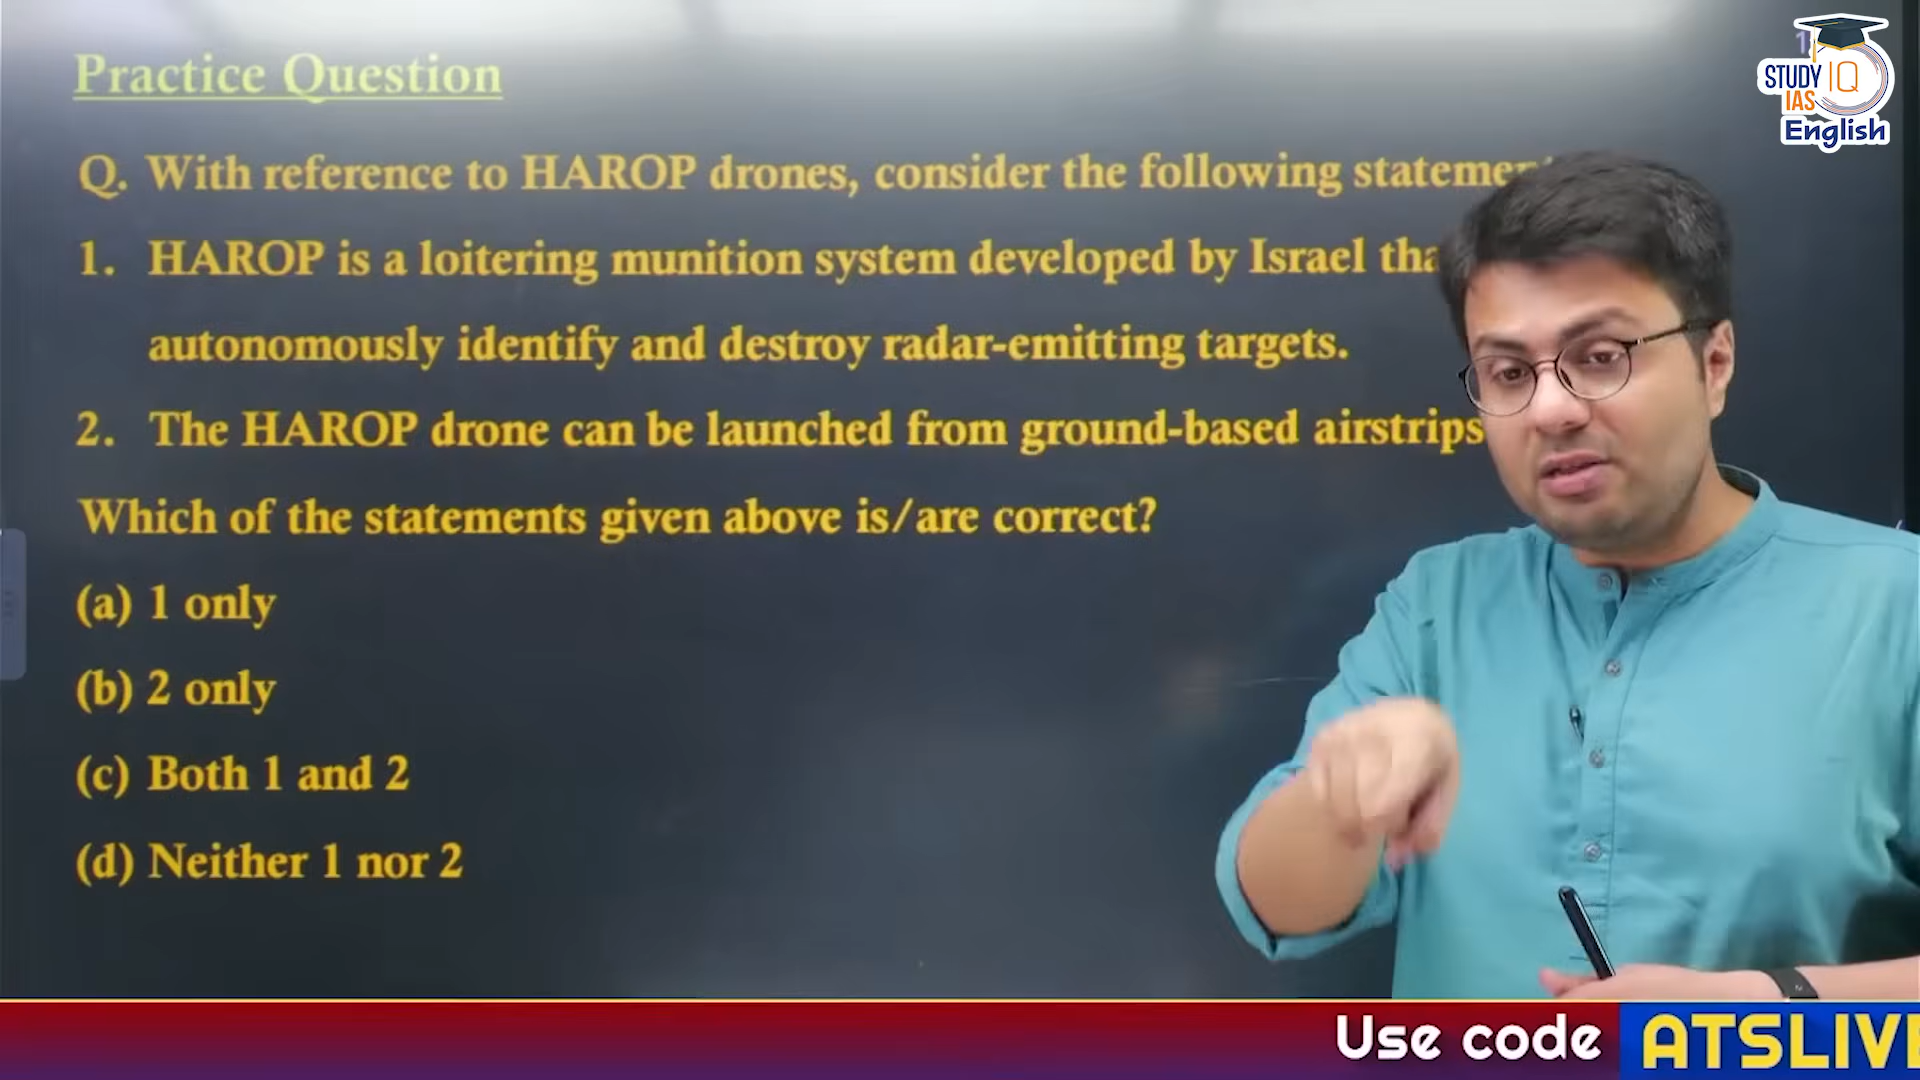 Practice Question
Q. With reference to HAROP drones, consider the following
1. HAROP is a loitering munition system developed by Israel
autonomously identify and destroy radar-emitting targets.
2. The HAROP drone can be launched from ground-based airstrips
Which of the statements given above is/are correct?
(a) 1 only
(b) 2 only
(c) Both 1 and 2
(d) Neither 1 nor 2
STUDY IQ
IAS
English
Use code ATSLIVE